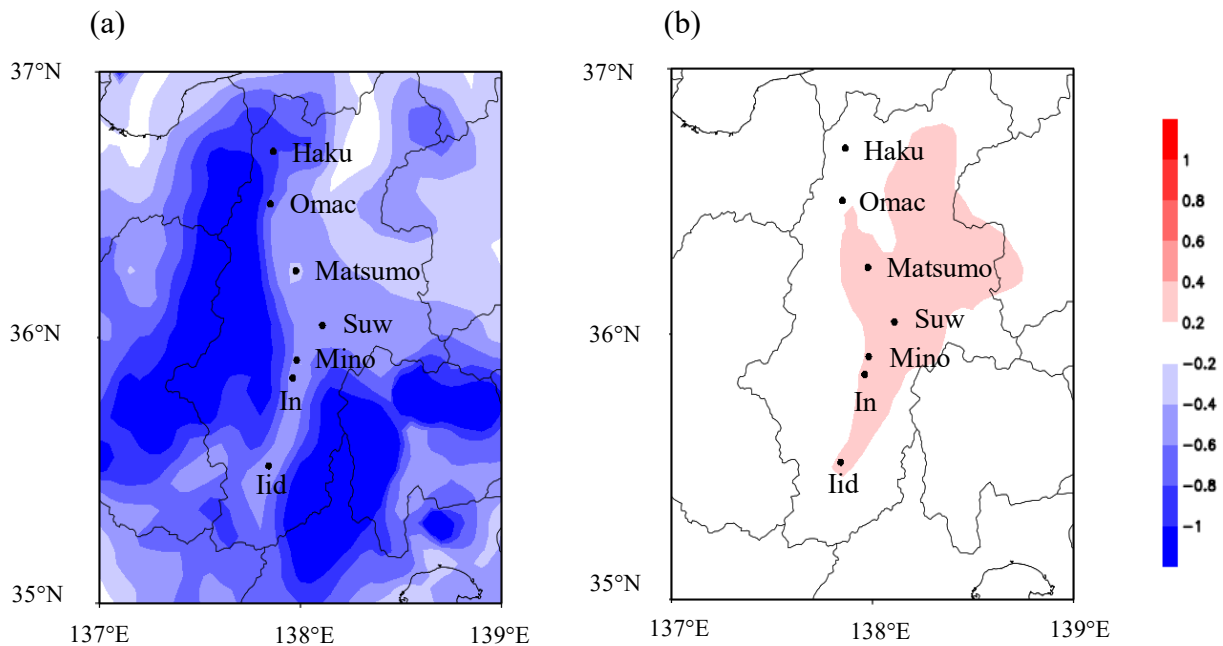 (a)
37°N
36°N
35°N
137°E
138°E
139°E
Haku
Omac
Matsumo
Suw
Mino
In
Iid
(b)
37°N
36°N
35°N
137°E
138°E
139°E
Haku
Omac
Matsumo
Suw
Mino
In
Iid
1
0.8
0.6
0.4
0.2
−0.2
−0.4
−0.6
−0.8
−1